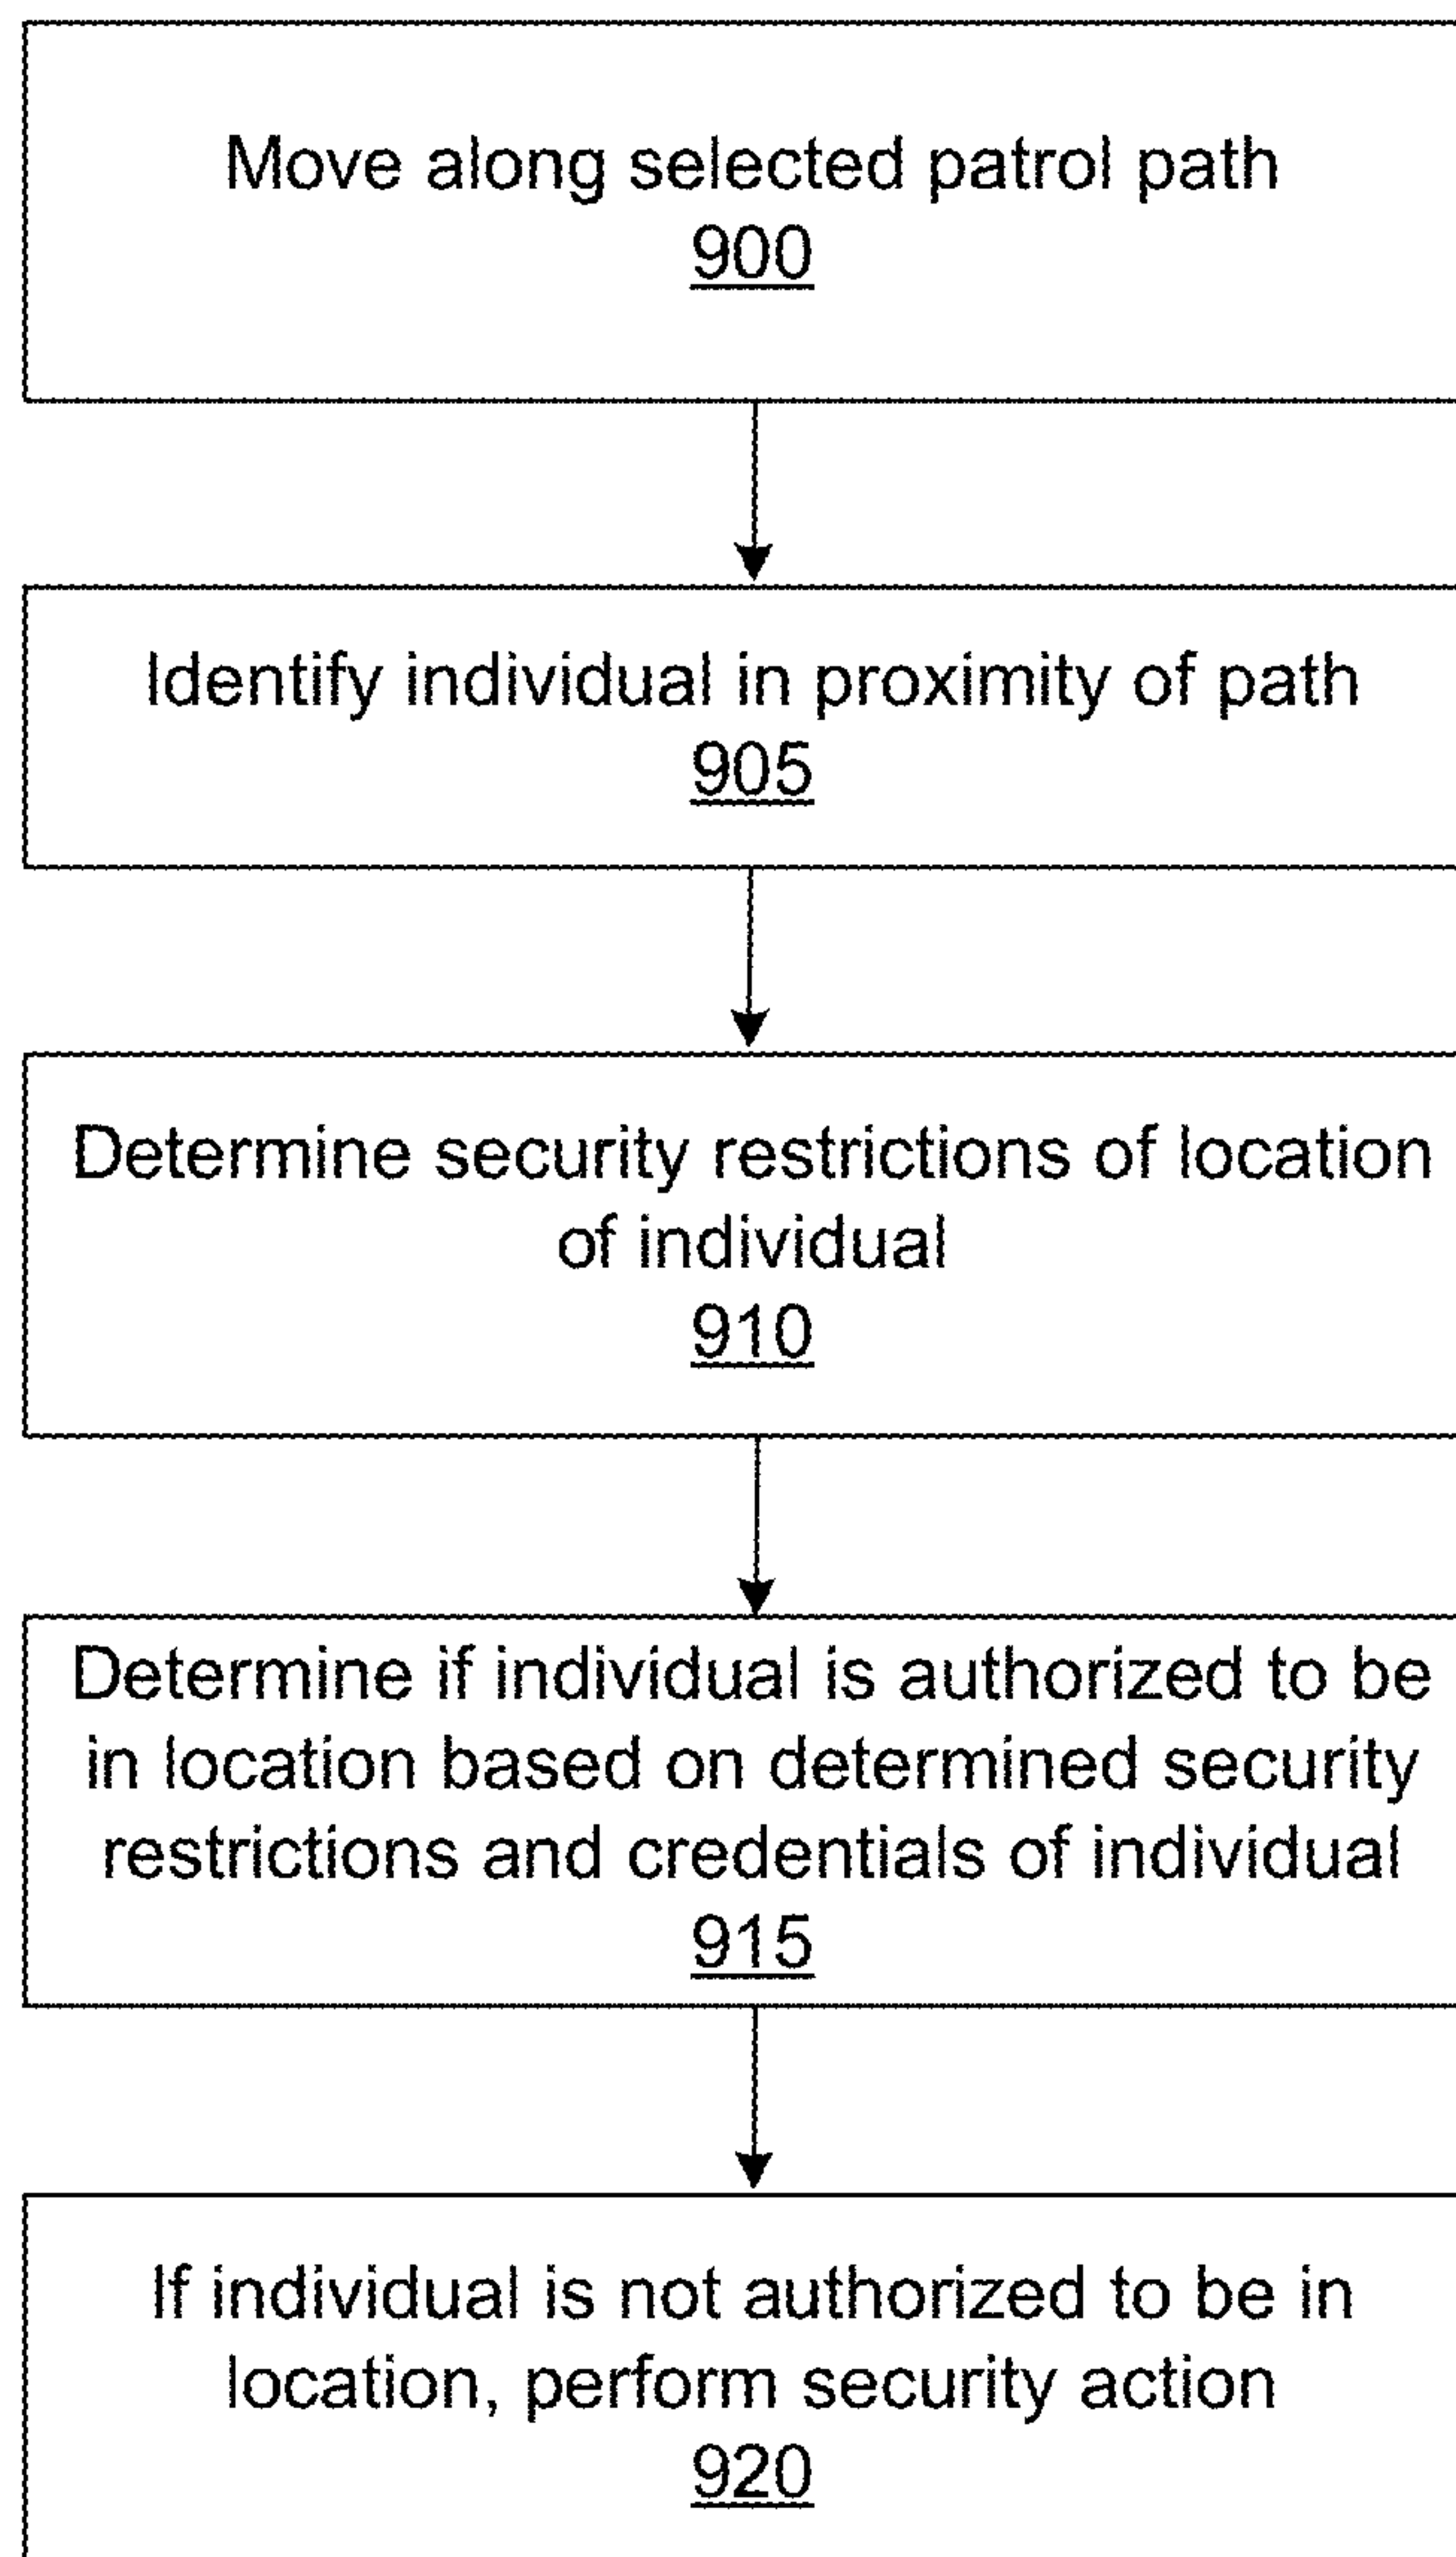 Move along selected patrol path
900
Identify individual in proximity of path
905
Determine security restrictions of location
of individual
910
Determine if individual is authorized to be
in location based on determined security
restrictions and credentials of individual
915
If individual is not authorized to be in
location, perform security action
920